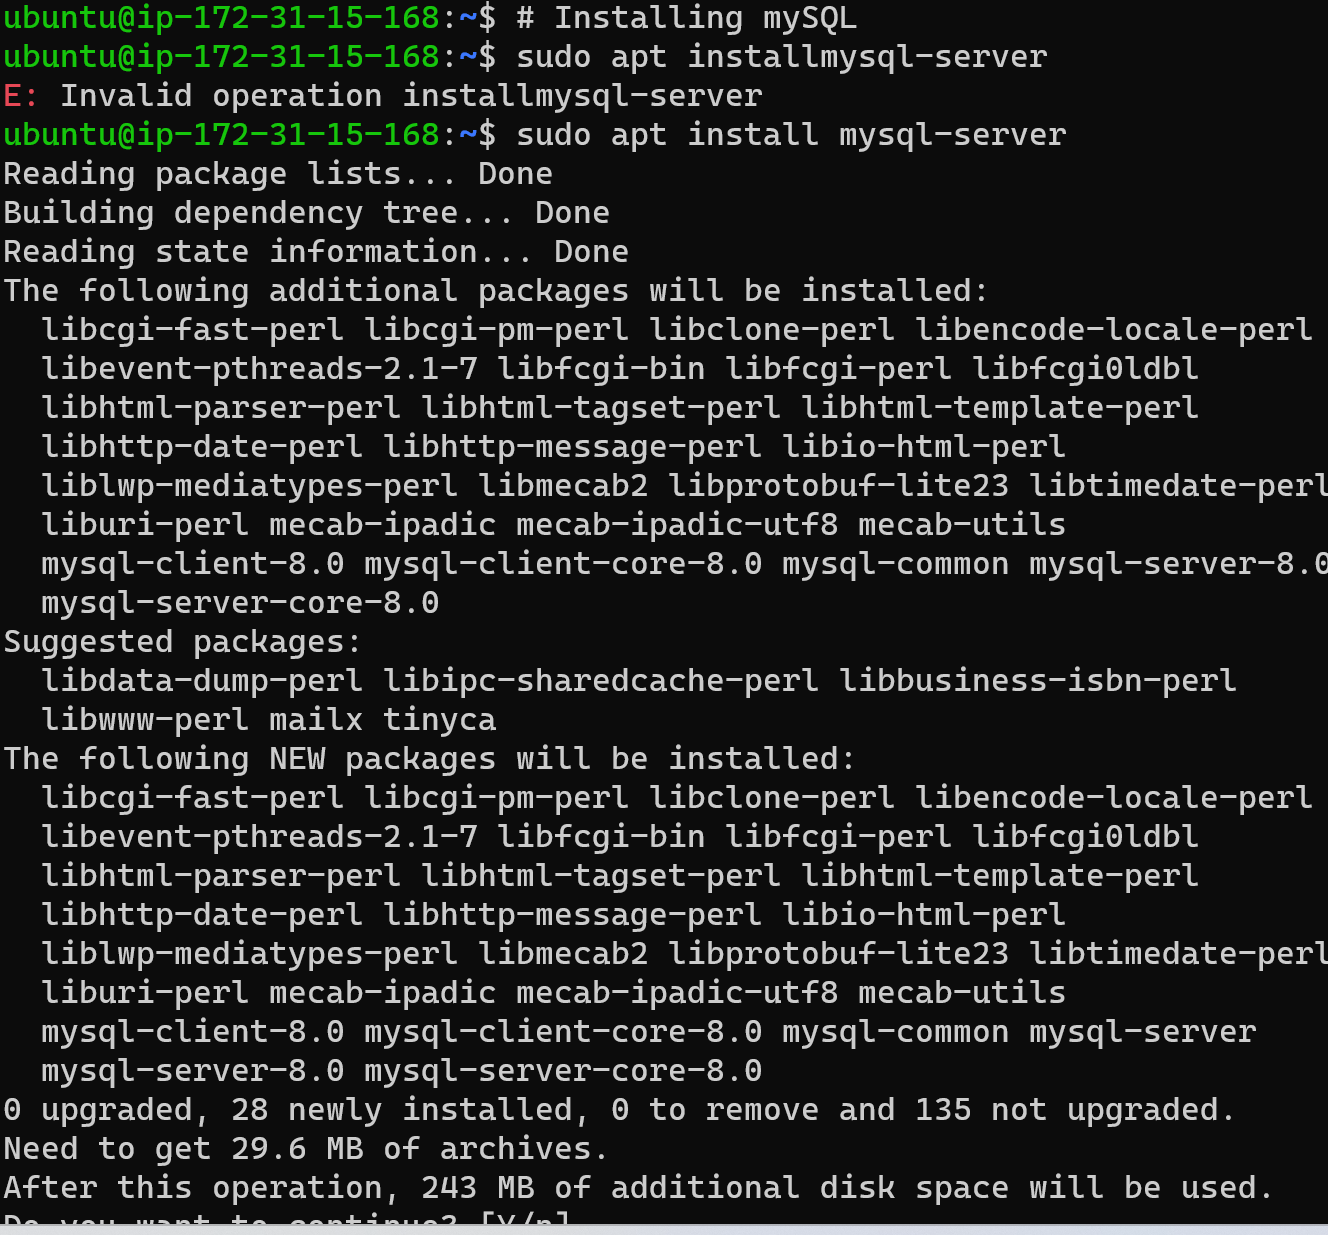 ubuntu@ip-172-31-15-168:~$ # Installing mySQL
ubuntu@ip-172-31-15-168:~$ sudo apt installmysql-server
E: Invalid operation installmysql-server
ubuntu@ip-172-31-15-168:~$ sudo apt install mysql-server
Reading package lists... Done
Building dependency tree... Done
Reading state information... Done
The following additional packages will be installed:
  libcgi-fast-perl libcgi-pm-perl libclone-perl libencode-locale-perl
  libevent-pthreads-2.1-7 libfcgi-bin libfcgi-perl libfcgi0ldbl
  libhtml-parser-perl libhtml-tagset-perl libhtml-template-perl
  libhttp-date-perl libhttp-message-perl libio-html-perl
  liblwp-mediatypes-perl libmecab2 libprotobuf-lite23 libtimedate-perl
  liburi-perl mecab-ipadic mecab-ipadic-utf8 mecab-utils
  mysql-client-8.0 mysql-client-core-8.0 mysql-common mysql-server-8.0
  mysql-server-core-8.0
Suggested packages:
  libdata-dump-perl libipc-sharedcache-perl libbusiness-isbn-perl
  libwww-perl mailx tinyca
The following NEW packages will be installed:
  libcgi-fast-perl libcgi-pm-perl libclone-perl libencode-locale-perl
  libevent-pthreads-2.1-7 libfcgi-bin libfcgi-perl libfcgi0ldbl
  libhtml-parser-perl libhtml-tagset-perl libhtml-template-perl
  libhttp-date-perl libhttp-message-perl libio-html-perl
  liblwp-mediatypes-perl libmecab2 libprotobuf-lite23 libtimedate-perl
  liburi-perl mecab-ipadic mecab-ipadic-utf8 mecab-utils
  mysql-client-8.0 mysql-client-core-8.0 mysql-common mysql-server
  mysql-server-8.0 mysql-server-core-8.0
0 upgraded, 28 newly installed, 0 to remove and 135 not upgraded.
Need to get 29.6 MB of archives.
After this operation, 243 MB of additional disk space will be used.
Do you want to continue? [Y/n]